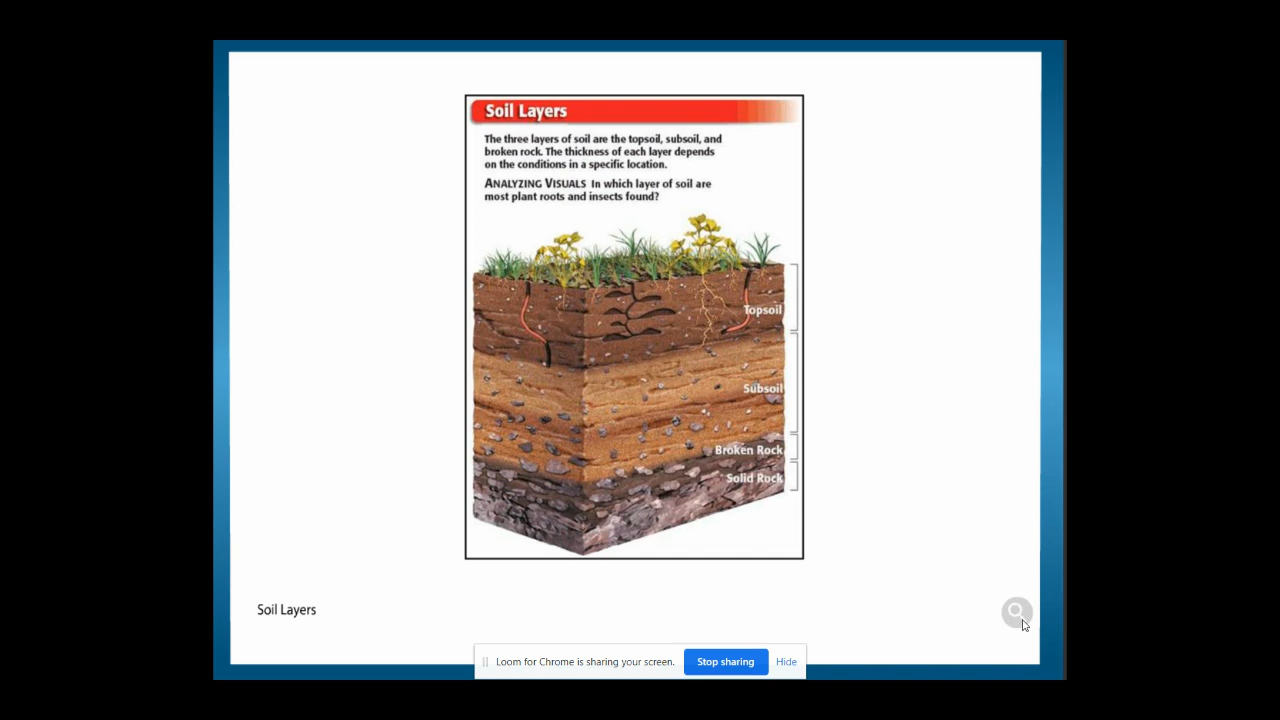 Soil Layers
The three layers of soil are the topsoil, subsoil, and
broken rock. The thickness of each layer depends
on the conditions in a specific location.
ANALYZING VISUALS In which layer of soil are
most plant roots and insects found?
Topsoil
Subsoil
Broken Rock
Solid Rock
Soil Layers
Loom for Chrome is sharing your screen.
Stop sharing
Hide